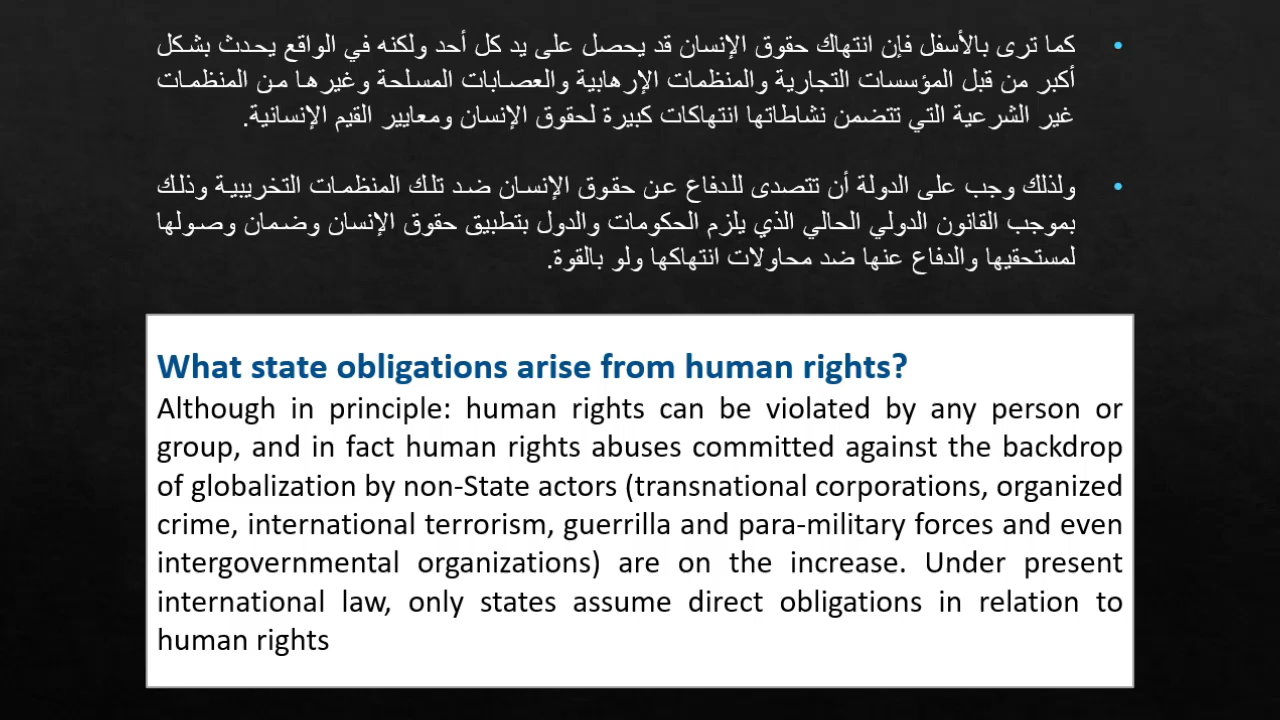 كما ترى بالأسفل فإن انتهاك حقوق الإنسان قد يحصل على يد كل أحد ولكنه في الواقع يحدث بشكل
أكبر من قبل المؤسسات التجارية والمنظمات الإرهابية والعصابات المسلحة وغيرها من المنظمات
غير الشرعية التي تتضمن نشاطاتها انتهاكات كبيرة لحقوق الإنسان ومعايير القيم الإنسانية.
ولذلك وجب على الدولة أن تتصدى للدفاع عن حقوق الإنسان ضد تلك المنظمات التخريبية وذلك
بموجب القانون الدولي الحالي الذي يلزم الحكومات والدول بتطبيق حقوق الإنسان وضمان وصولها
لمستحقيها والدفاع عنها ضد محاولات انتهاكها ولو بالقوة.
What state obligations arise from human rights?
Although in principle: human rights can be violated by any person or
group, and in fact human rights abuses committed against the backdrop
of globalization by non-State actors (transnational corporations, organized
crime, international terrorism, guerrilla and para-military forces and even
intergovernmental organizations) are on the increase. Under present
international law, only states assume direct obligations in relation to
human rights